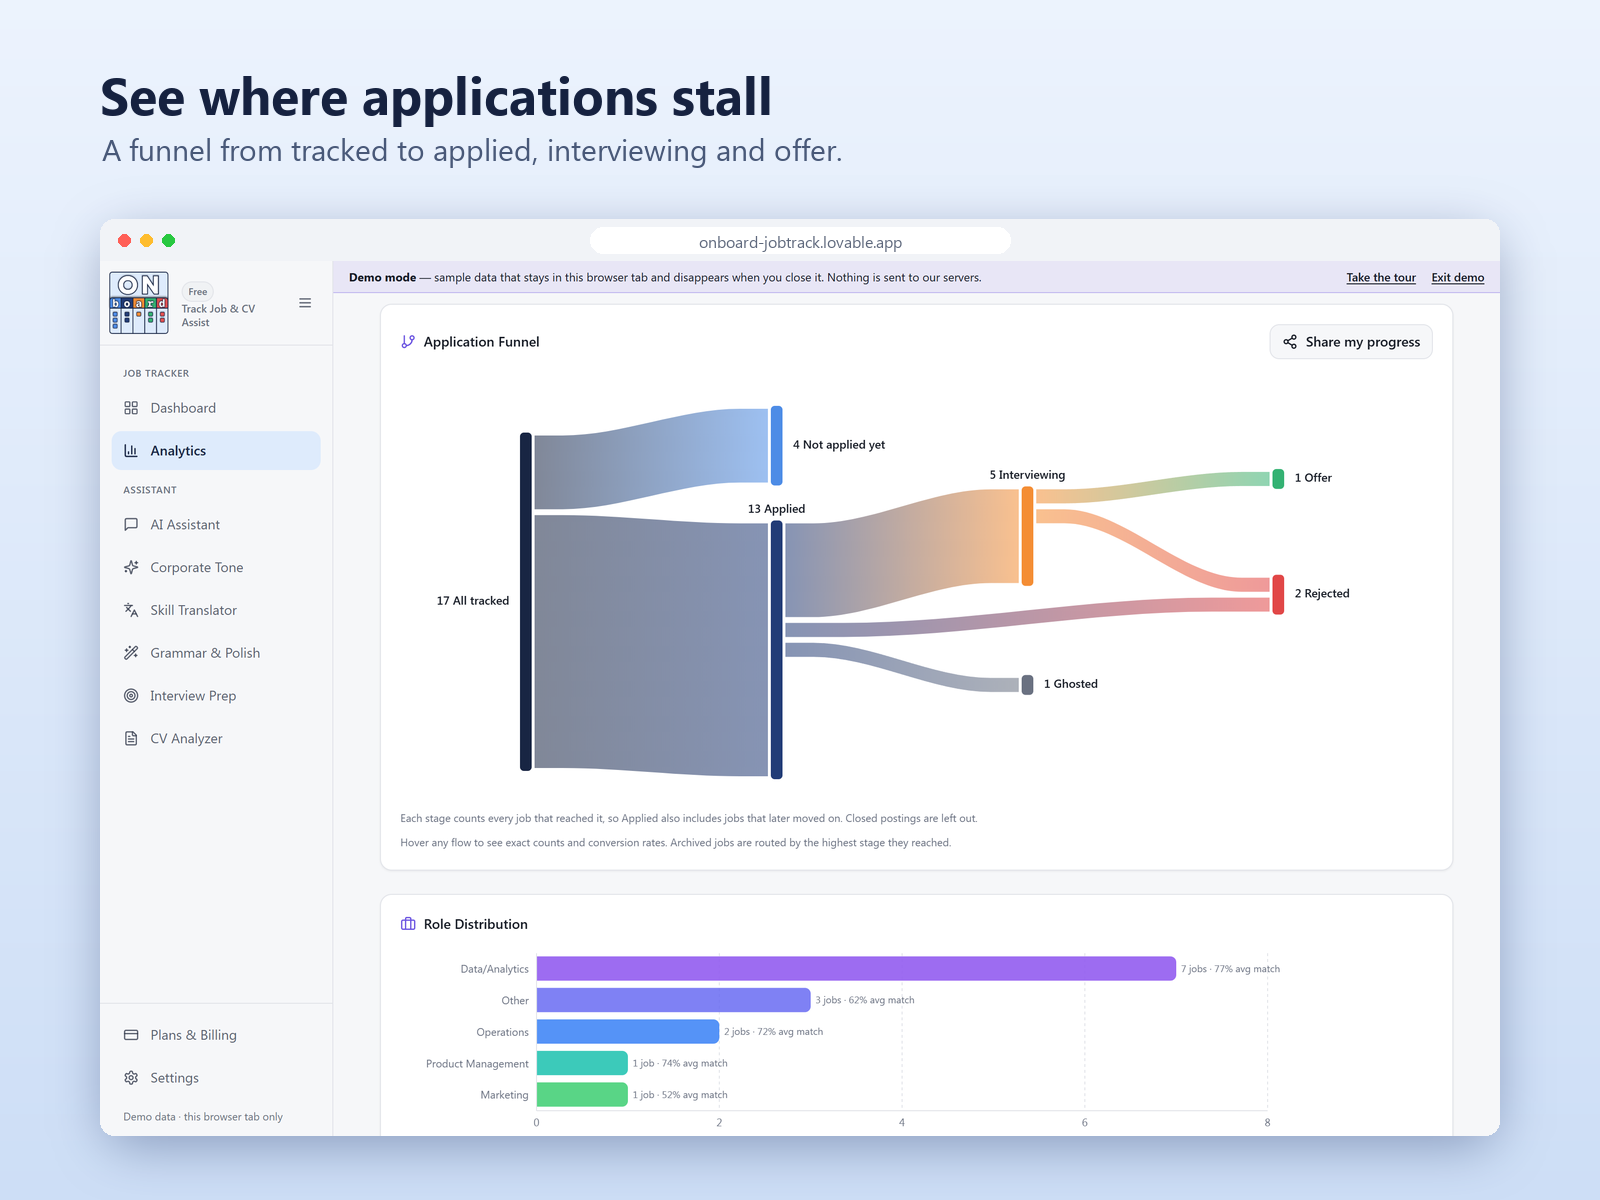 See where applications stall
A funnel from tracked to applied, interviewing and offer.
onboard-jobtrack.lovable.app
ON
board
Free
Track Job & CV
Assist
Demo mode — sample data that stays in this browser tab and disappears when you close it. Nothing is sent to our servers.
Take the tour
Exit demo
JOB TRACKER
Dashboard
Analytics
ASSISTANT
AI Assistant
Corporate Tone
Skill Translator
Grammar & Polish
Interview Prep
CV Analyzer
Plans & Billing
Settings
Demo data · this browser tab only
Application Funnel
Share my progress
4 Not applied yet
5 Interviewing
1 Offer
13 Applied
17 All tracked
2 Rejected
1 Ghosted
Each stage counts every job that reached it, so Applied also includes jobs that later moved on. Closed postings are left out.
Hover any flow to see exact counts and conversion rates. Archived jobs are routed by the highest stage they reached.
Role Distribution
Data/Analytics
7 jobs · 77% avg match
Other
3 jobs · 62% avg match
Operations
2 jobs · 72% avg match
Product Management
1 job · 74% avg match
Marketing
1 job · 52% avg match
0 2 4 6 8